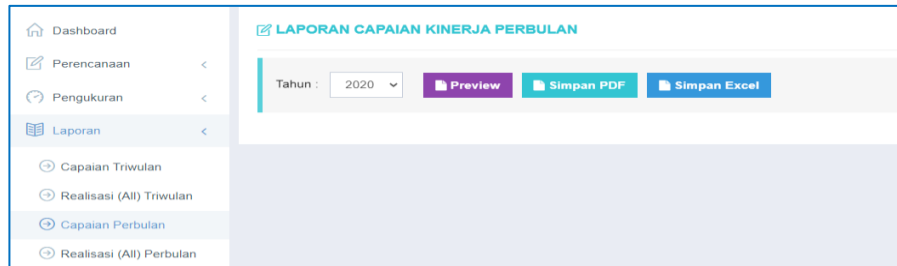 Dashboard
Perencanaan
Pengukuran
Laporan
Capaian Triwulan
Realisasi (All) Triwulan
Capaian Perbulan
Realisasi (All) Perbulan
LAPORAN CAPAIAN KINERJA PERBULAN
Tahun : 2020 Preview Simpan PDF Simpan Excel